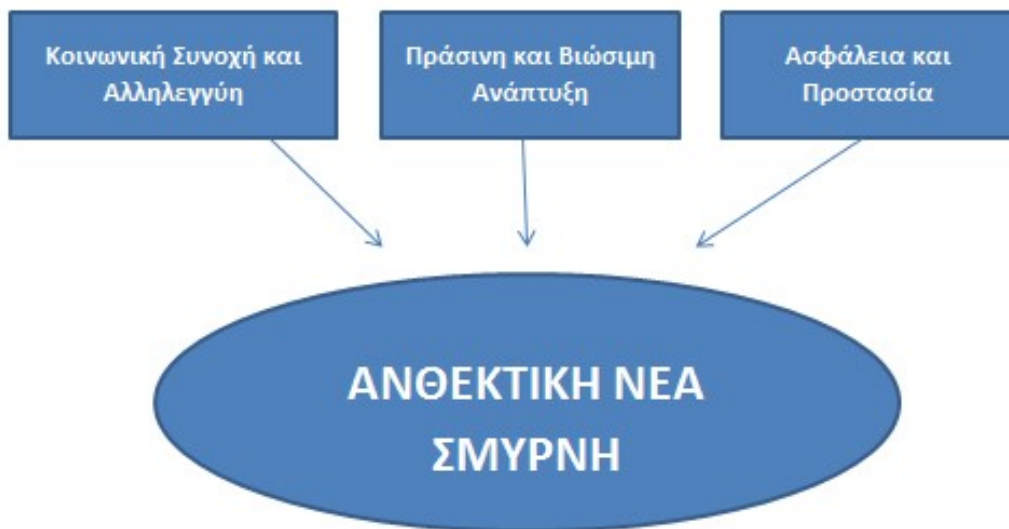 Κοινωνική Συνοχή και
Αλληλεγγύη
Πράσινη και Βιώσιμη
Ανάπτυξη
Ασφάλεια και
Προστασία
ΑΝΘΕΚΤΙΚΗ ΝΕΑ
ΣΜΥΡΝΗ